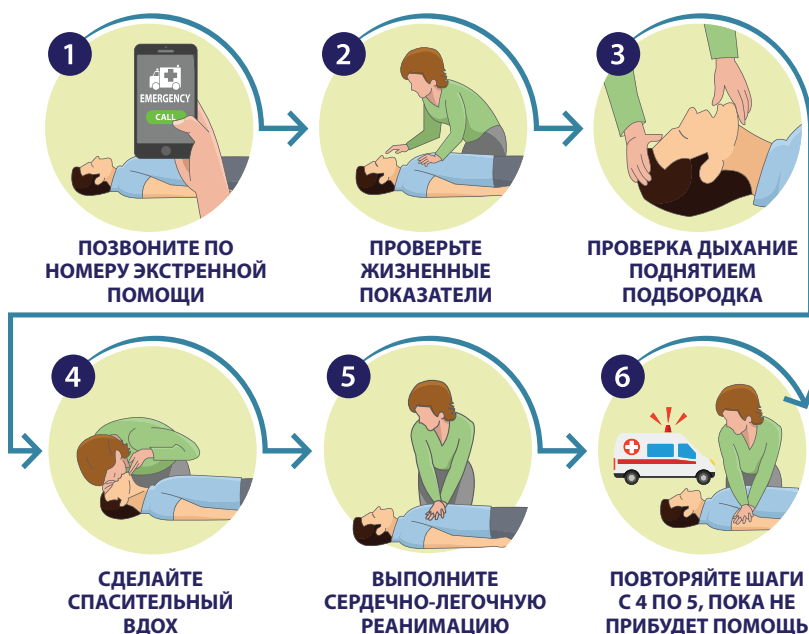 1
EMERGENCY
CALL
ПОЗВОНИТЕ ПО
НОМЕРУ ЭКСТРЕННОЙ
ПОМОЩИ
2
ПРОВЕРЬТЕ
ЖИЗНЕННЫЕ
ПОКАЗАТЕЛИ
3
ПРОВЕРКА ДЫХАНИЕ
ПОДНЯТИЕМ
ПОДБОРОДКА
4
СДЕЛАЙТЕ
СПАСИТЕЛЬНЫЙ
ВДОХ
5
ВЫПОЛНИТЕ
СЕРДЕЧНО-ЛЕГОЧНУЮ
РЕАНИМАЦИЮ
6
ПОВТОРЯЙТЕ ШАГИ
С 4 ПО 5, ПОКА НЕ
ПРИБУДЕТ ПОМОЩЬ